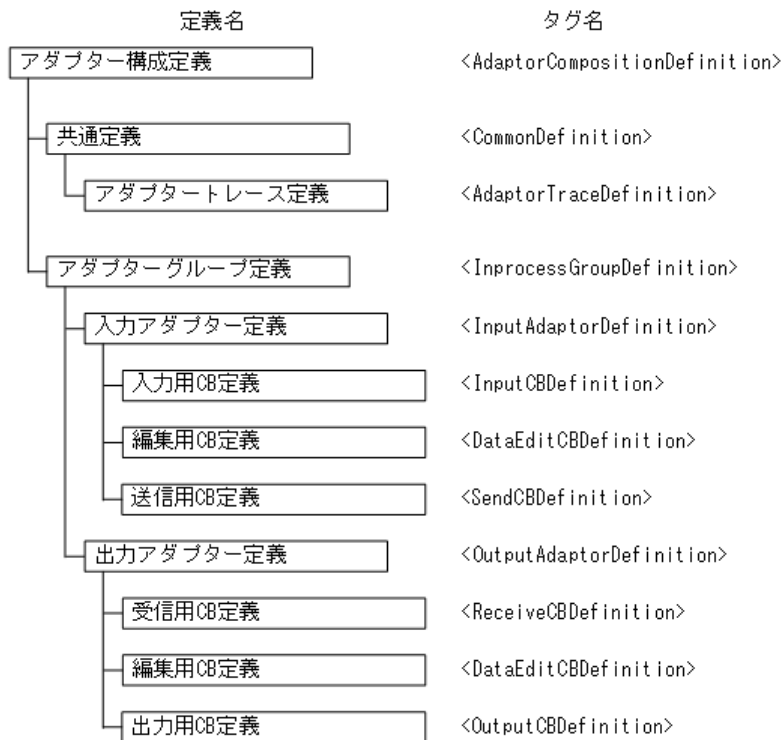 定義名 タグ名
アダプター構成定義 <AdaptorCompositionDefinition>
共通定義 <CommonDefinition>
アダプタートレース定義 <AdaptorTraceDefinition>
アダプターグループ定義 <InprocessGroupDefinition>
入力アダプター定義 <InputAdaptorDefinition>
入力用CB定義 <InputCBDefinition>
編集用CB定義 <DataEditCBDefinition>
送信用CB定義 <SendCBDefinition>
出力アダプター定義 <OutputAdaptorDefinition>
受信用CB定義 <ReceiveCBDefinition>
編集用CB定義 <DataEditCBDefinition>
出力用CB定義 <OutputCBDefinition>